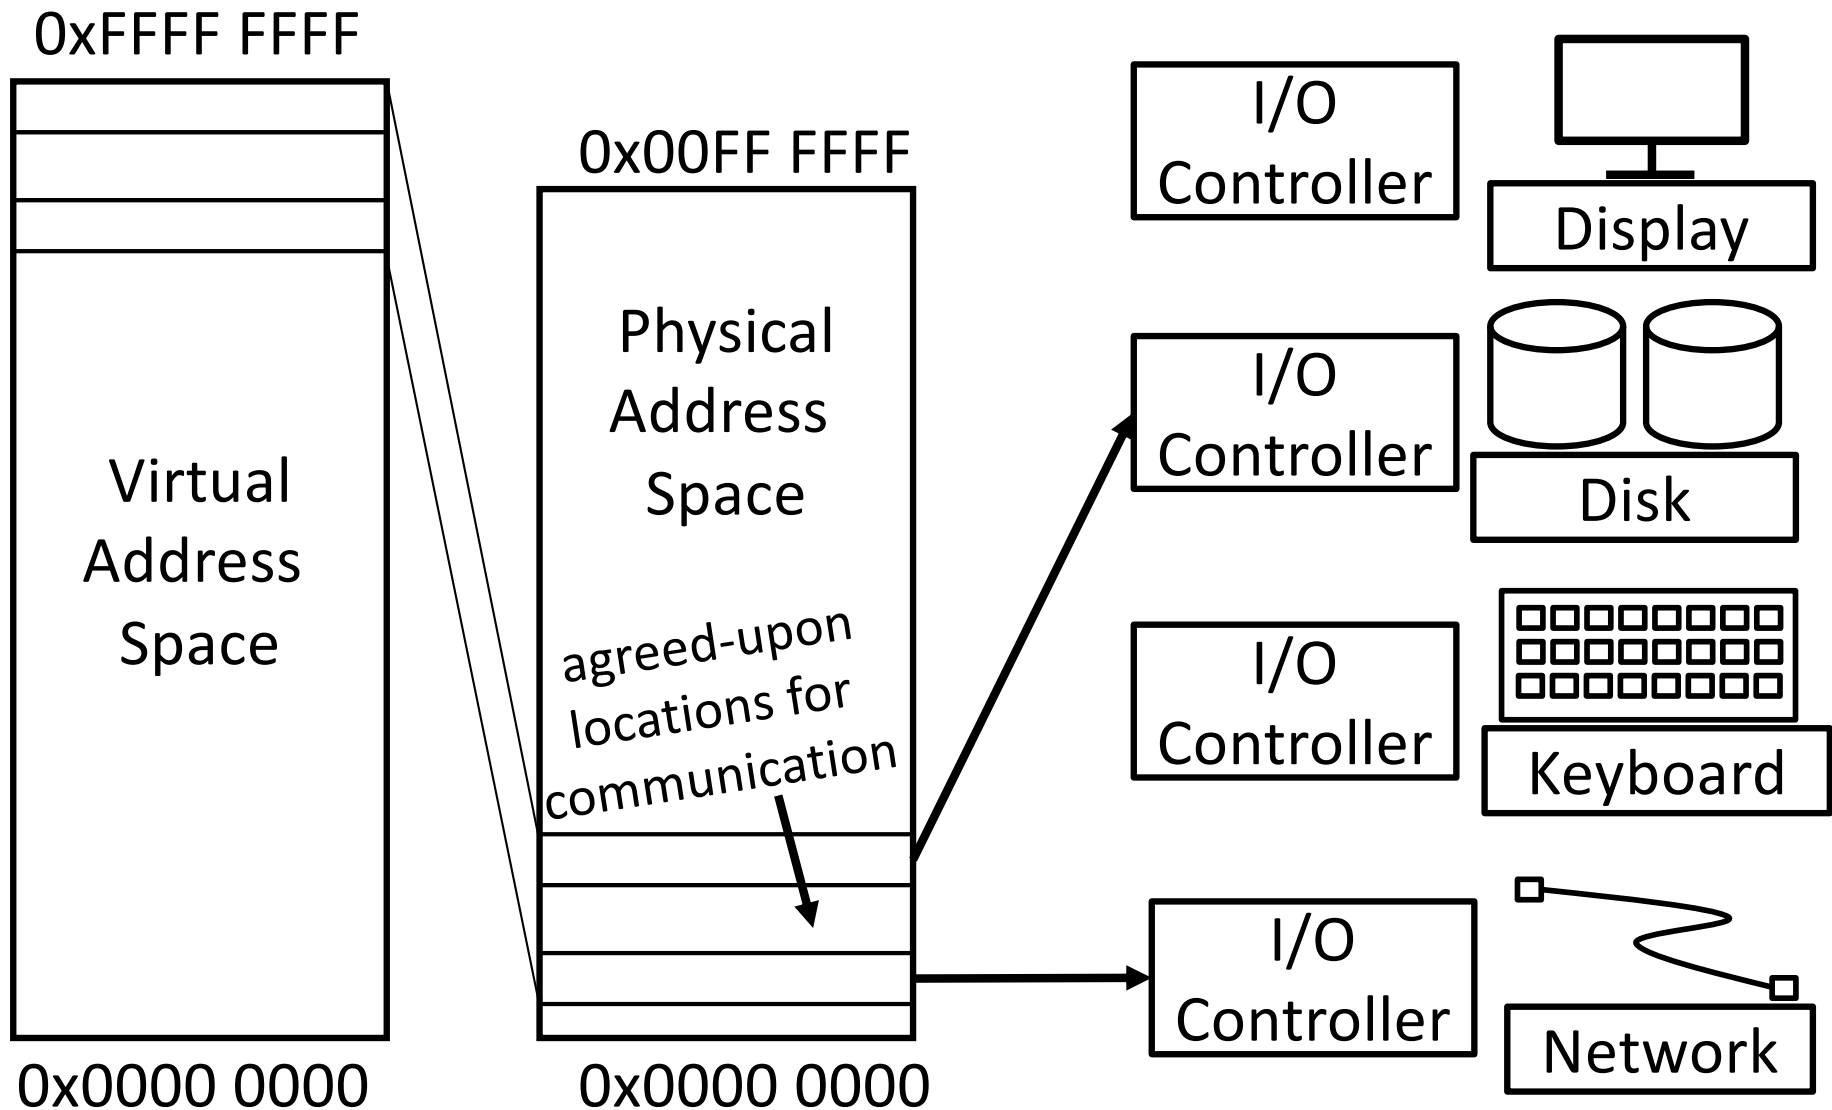 0xFFFF FFFF
Virtual
Address
Space
0x0000 0000
0x00FF FFFF
Physical
Address
Space
agreed-upon
locations for
communication
0x0000 0000
I/O
Controller
Display
I/O
Controller
Disk
I/O
Controller
Keyboard
I/O
Controller
Network